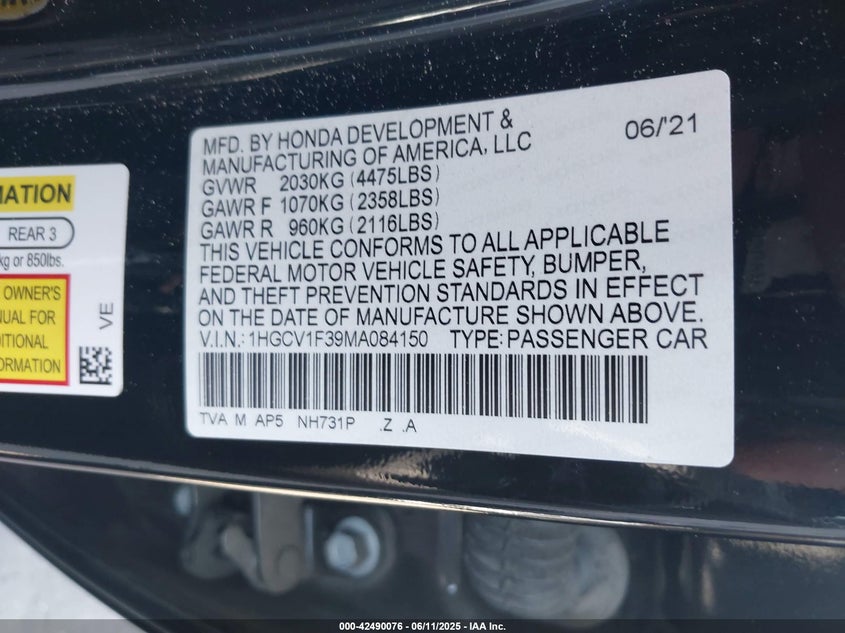 MATION
REAR 3
kg or 850lbs.
OWNER'S
NUAL FOR
DITIONAL
FORMATION
VE
MFD. BY HONDA DEVELOPMENT & 06/'21
MANUFACTURING OF AMERICA, LLC
GVWR 2030KG (4475LBS)
GAWR F 1070KG (2358LBS)
GAWR R 960KG (2116LBS)
THIS VEHICLE CONFORMS TO ALL APPLICABLE
FEDERAL MOTOR VEHICLE SAFETY, BUMPER,
AND THEFT PREVENTION STANDARDS IN EFFECT
ON THE DATE OF MANUFACTURE SHOWN ABOVE.
V.I.N.:1HGCV1F39MA084150 TYPE:PASSENGER CAR
TVA M AP5 NH731P .Z .A
000-42490076 - 06/11/2025 - IAA Inc.